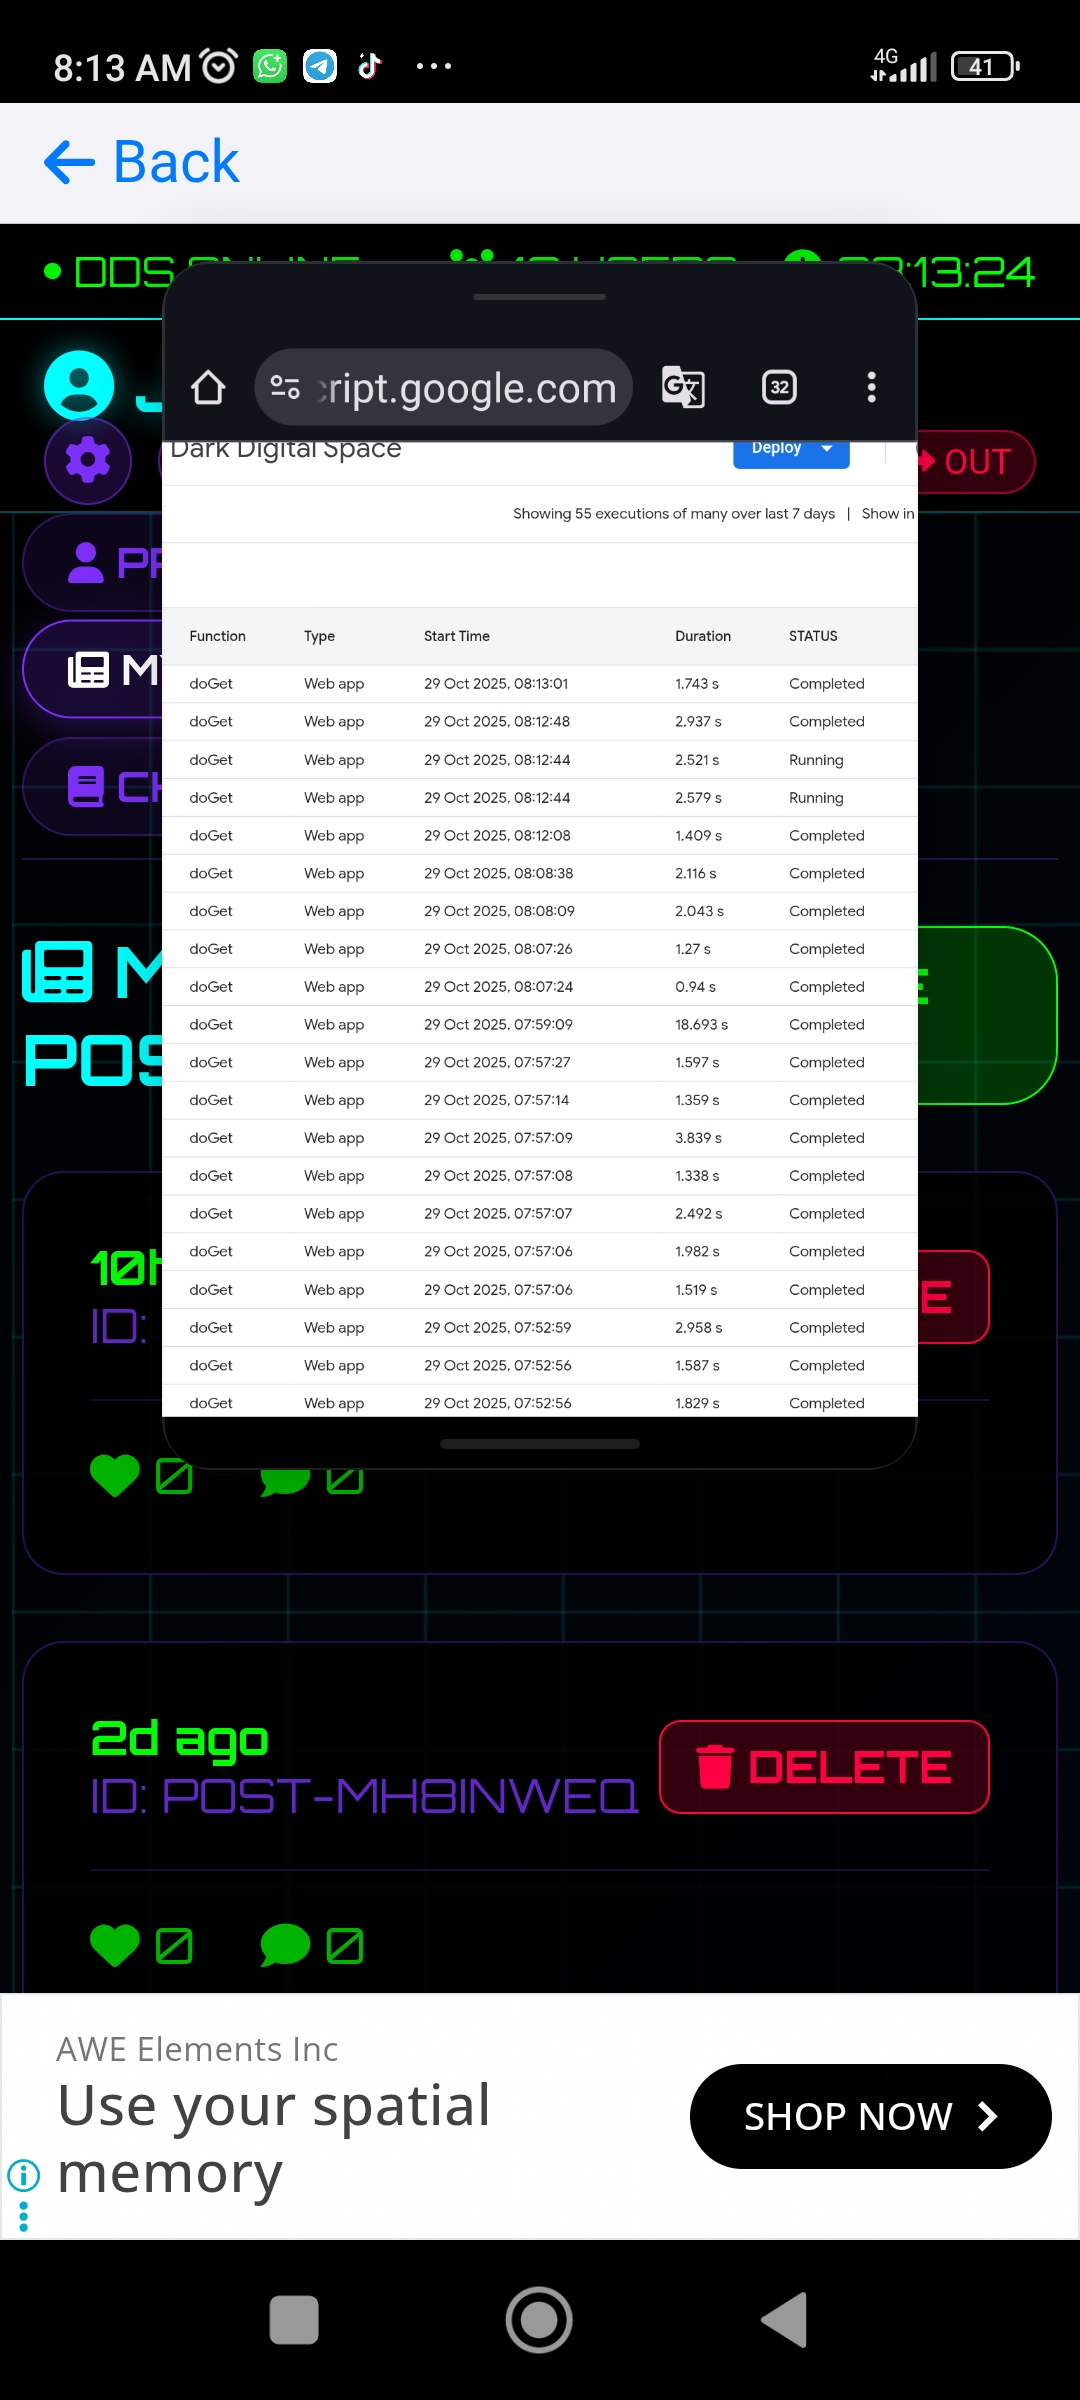 8:13 AM
4G
41
Back
DDS
:13:24
ript.google.com
32
OUT
Dark Digital Space
Deploy
Showing 55 executions of many over last 7 days | Show in
Function Type Start Time Duration STATUS
doGet Web app 29 Oct 2025, 08:13:01 1.743 s Completed
doGet Web app 29 Oct 2025, 08:12:48 2.937 s Completed
doGet Web app 29 Oct 2025, 08:12:44 2.521 s Running
doGet Web app 29 Oct 2025, 08:12:44 2.579 s Running
doGet Web app 29 Oct 2025, 08:12:08 1.409 s Completed
doGet Web app 29 Oct 2025, 08:08:38 2.116 s Completed
doGet Web app 29 Oct 2025, 08:08:09 2.043 s Completed
doGet Web app 29 Oct 2025, 08:07:26 1.27 s Completed
doGet Web app 29 Oct 2025, 08:07:24 0.94 s Completed
doGet Web app 29 Oct 2025, 07:59:09 18.693 s Completed
doGet Web app 29 Oct 2025, 07:57:27 1.597 s Completed
doGet Web app 29 Oct 2025, 07:57:14 1.359 s Completed
doGet Web app 29 Oct 2025, 07:57:09 3.839 s Completed
doGet Web app 29 Oct 2025, 07:57:08 1.338 s Completed
doGet Web app 29 Oct 2025, 07:57:07 2.492 s Completed
doGet Web app 29 Oct 2025, 07:57:06 1.982 s Completed
doGet Web app 29 Oct 2025, 07:57:06 1.519 s Completed
doGet Web app 29 Oct 2025, 07:52:59 2.958 s Completed
doGet Web app 29 Oct 2025, 07:52:56 1.587 s Completed
doGet Web app 29 Oct 2025, 07:52:56 1.829 s Completed
POS
10h
ID:
0 0
2d ago
ID: POST-MH8INWEQ
DELETE
0 0
AWE Elements Inc
Use your spatial
memory
SHOP NOW